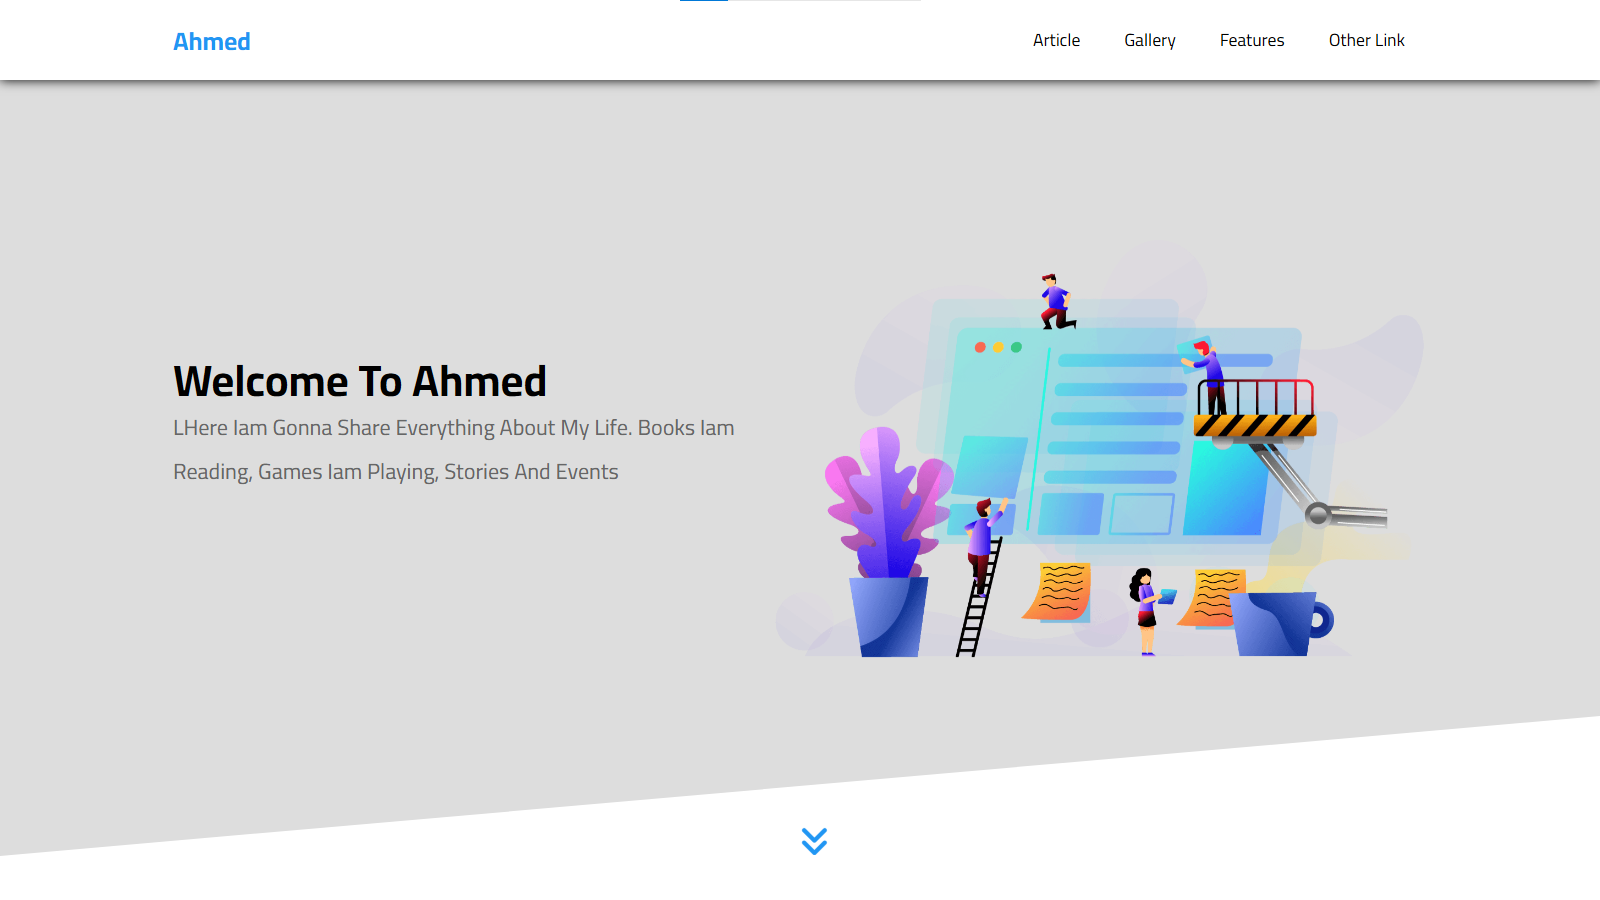 Ahmed
Article Gallery Features Other Link
Welcome To Ahmed
LHere Iam Gonna Share Everything About My Life. Books Iam
Reading, Games Iam Playing, Stories And Events